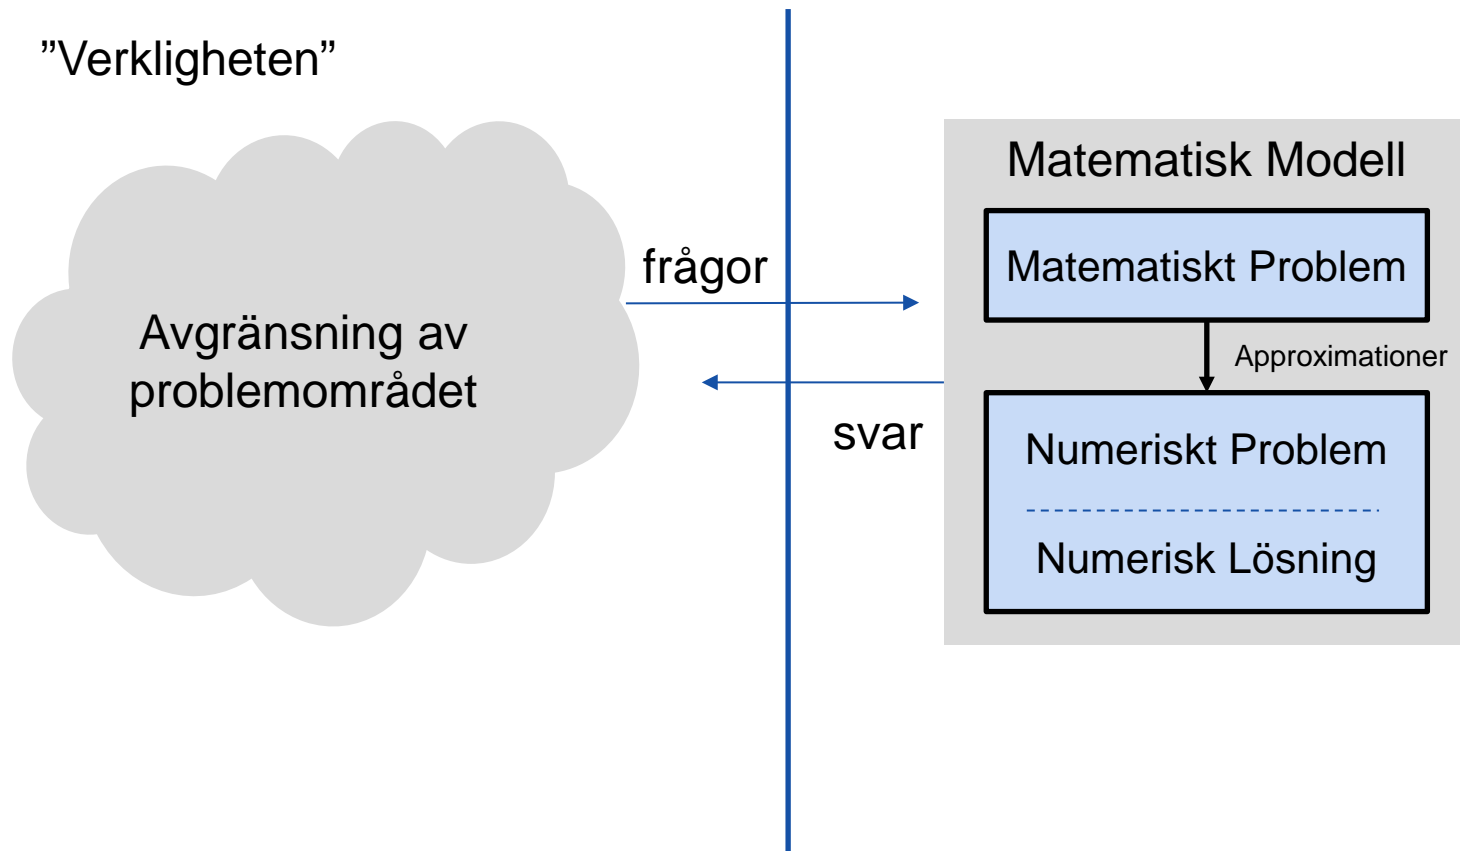 ”Verkligheten”
Avgränsning av
problemområdet
frågor
svar
Matematisk Modell
Matematiskt Problem
Approximationer
Numeriskt Problem
Numerisk Lösning